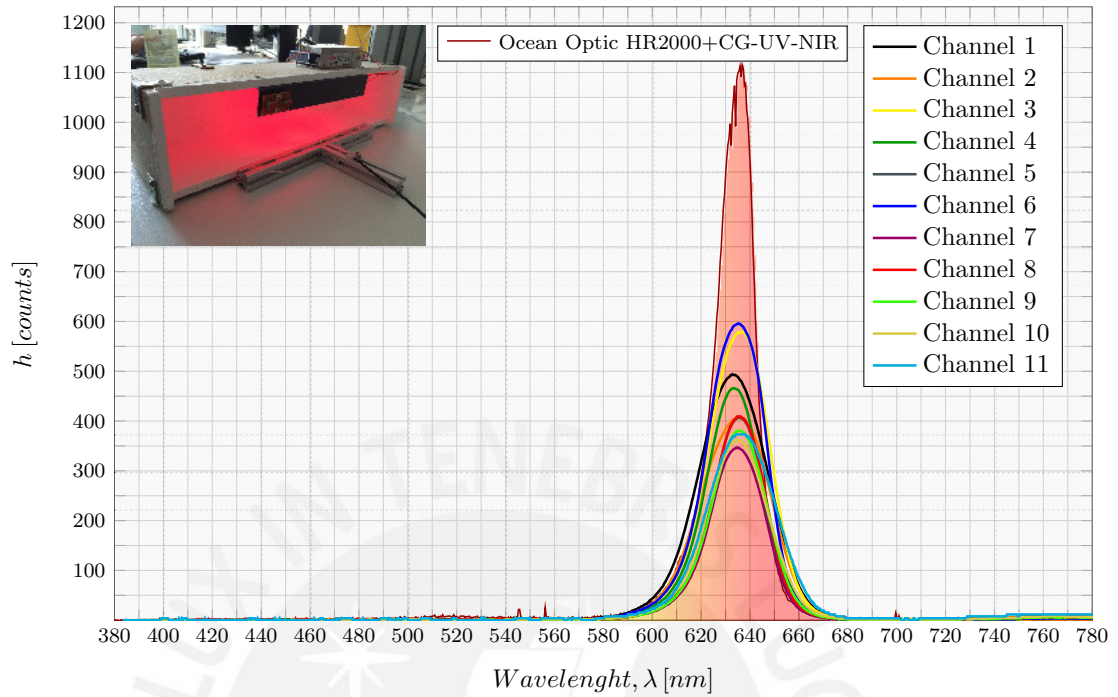 1200
1100
1000
900
800
700
600
500
400
300
200
100
h [counts]
Ocean Optic HR2000+CG-UV-NIR
Channel 1
Channel 2
Channel 3
Channel 4
Channel 5
Channel 6
Channel 7
Channel 8
Channel 9
Channel 10
Channel 11
LUX IN TENEBRIS
380 400 420 440 460 480 500 520 540 560 580 600 620 640 660 680 700 720 740 760 780
Wavelenght, λ [nm]